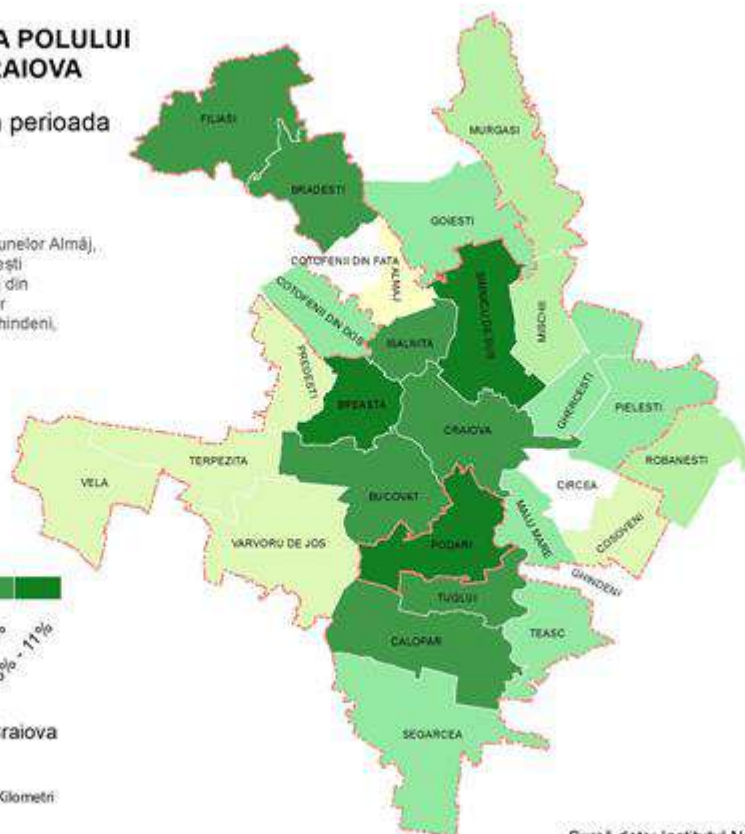 A POLULUI
RAIOVA
perioada
unelor Almăj,
ești
din
or
hindeni,
FILIASI
BRADESTI
MURGASI
GOIESTI
COTOFENII DIN FATA
ALMAJ
COTOFENII DIN DOS
ISALNITA
SIMNICU DE SUS
MISCHII
PREDESTI
BREASTA
CRAIOVA
GHERCESTI
PIELESTI
ROBANESTI
TERPEZITA
VELA
BUCOVAT
CIRCEA
VARVORU DE JOS
PODARI
MALU MARE
COSOVENI
GHINDENI
TUGLUI
TEASC
CALOPAR
SEGARCEA
% - 11%
raiova
Kilometri